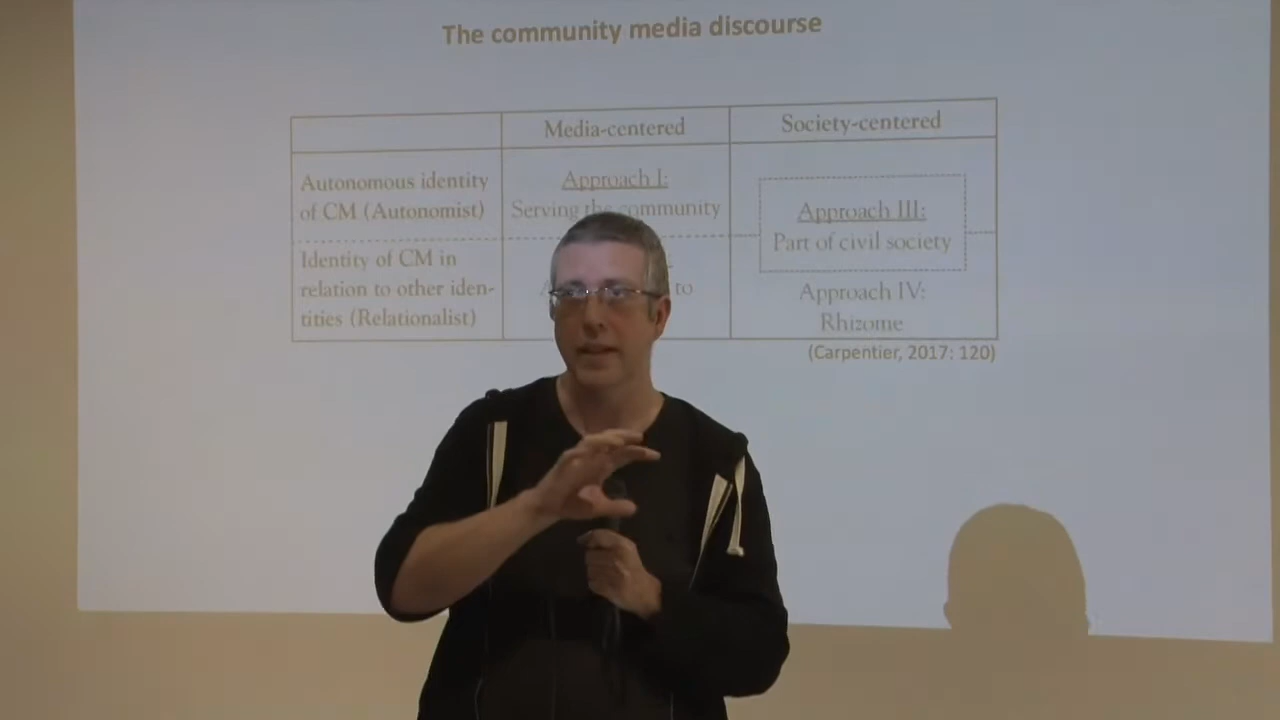 The community media discourse
Media-centered
Society-centered
Autonomous identity
of CM (Autonomist)
Approach I:
Serving the community
Approach III:
Part of civil society
Identity of CM in
relation to other iden-
tities (Relationalist)
to
Approach IV:
Rhizome
(Carpentier, 2017: 120)